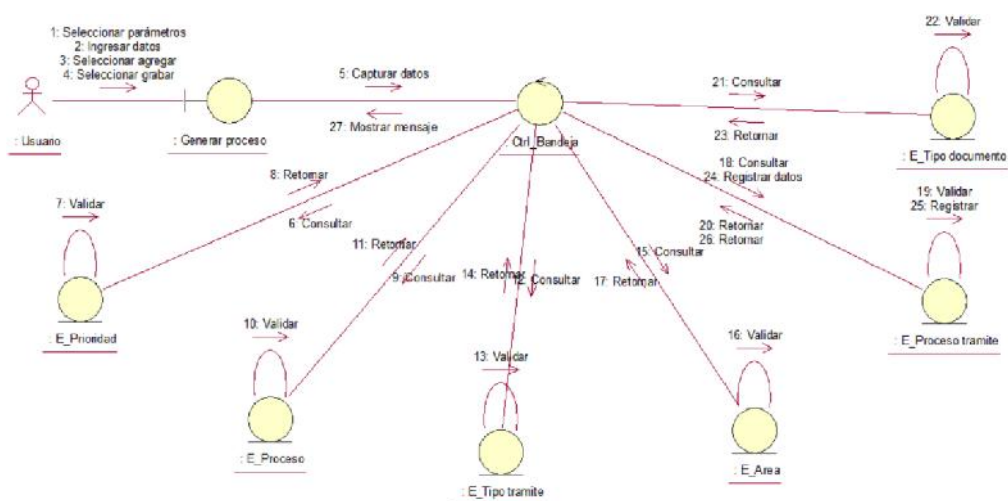 1: Seleccionar parámetros
2: Ingresar datos
3: Seleccionar agregar
4: Seleccionar grabar
: Usuario
: Generar proceso
5: Capturar datos
27: Mostrar mensaje
: Ctrl_Bandeja
21: Consultar
23: Retornar
22: Validar
: E_Tipo documento
18: Consultar
24: Registrar datos
20: Retornar
26: Retornar
19: Validar
25: Registrar
: E_Proceso tramite
8: Retornar
6: Consultar
7: Validar
: E_Prioridad
11: Retornar
9: Consultar
10: Validar
: E_Proceso
14: Retornar
12: Consultar
13: Validar
: E_Tipo tramite
15: Consultar
17: Retornar
16: Validar
: E_Area